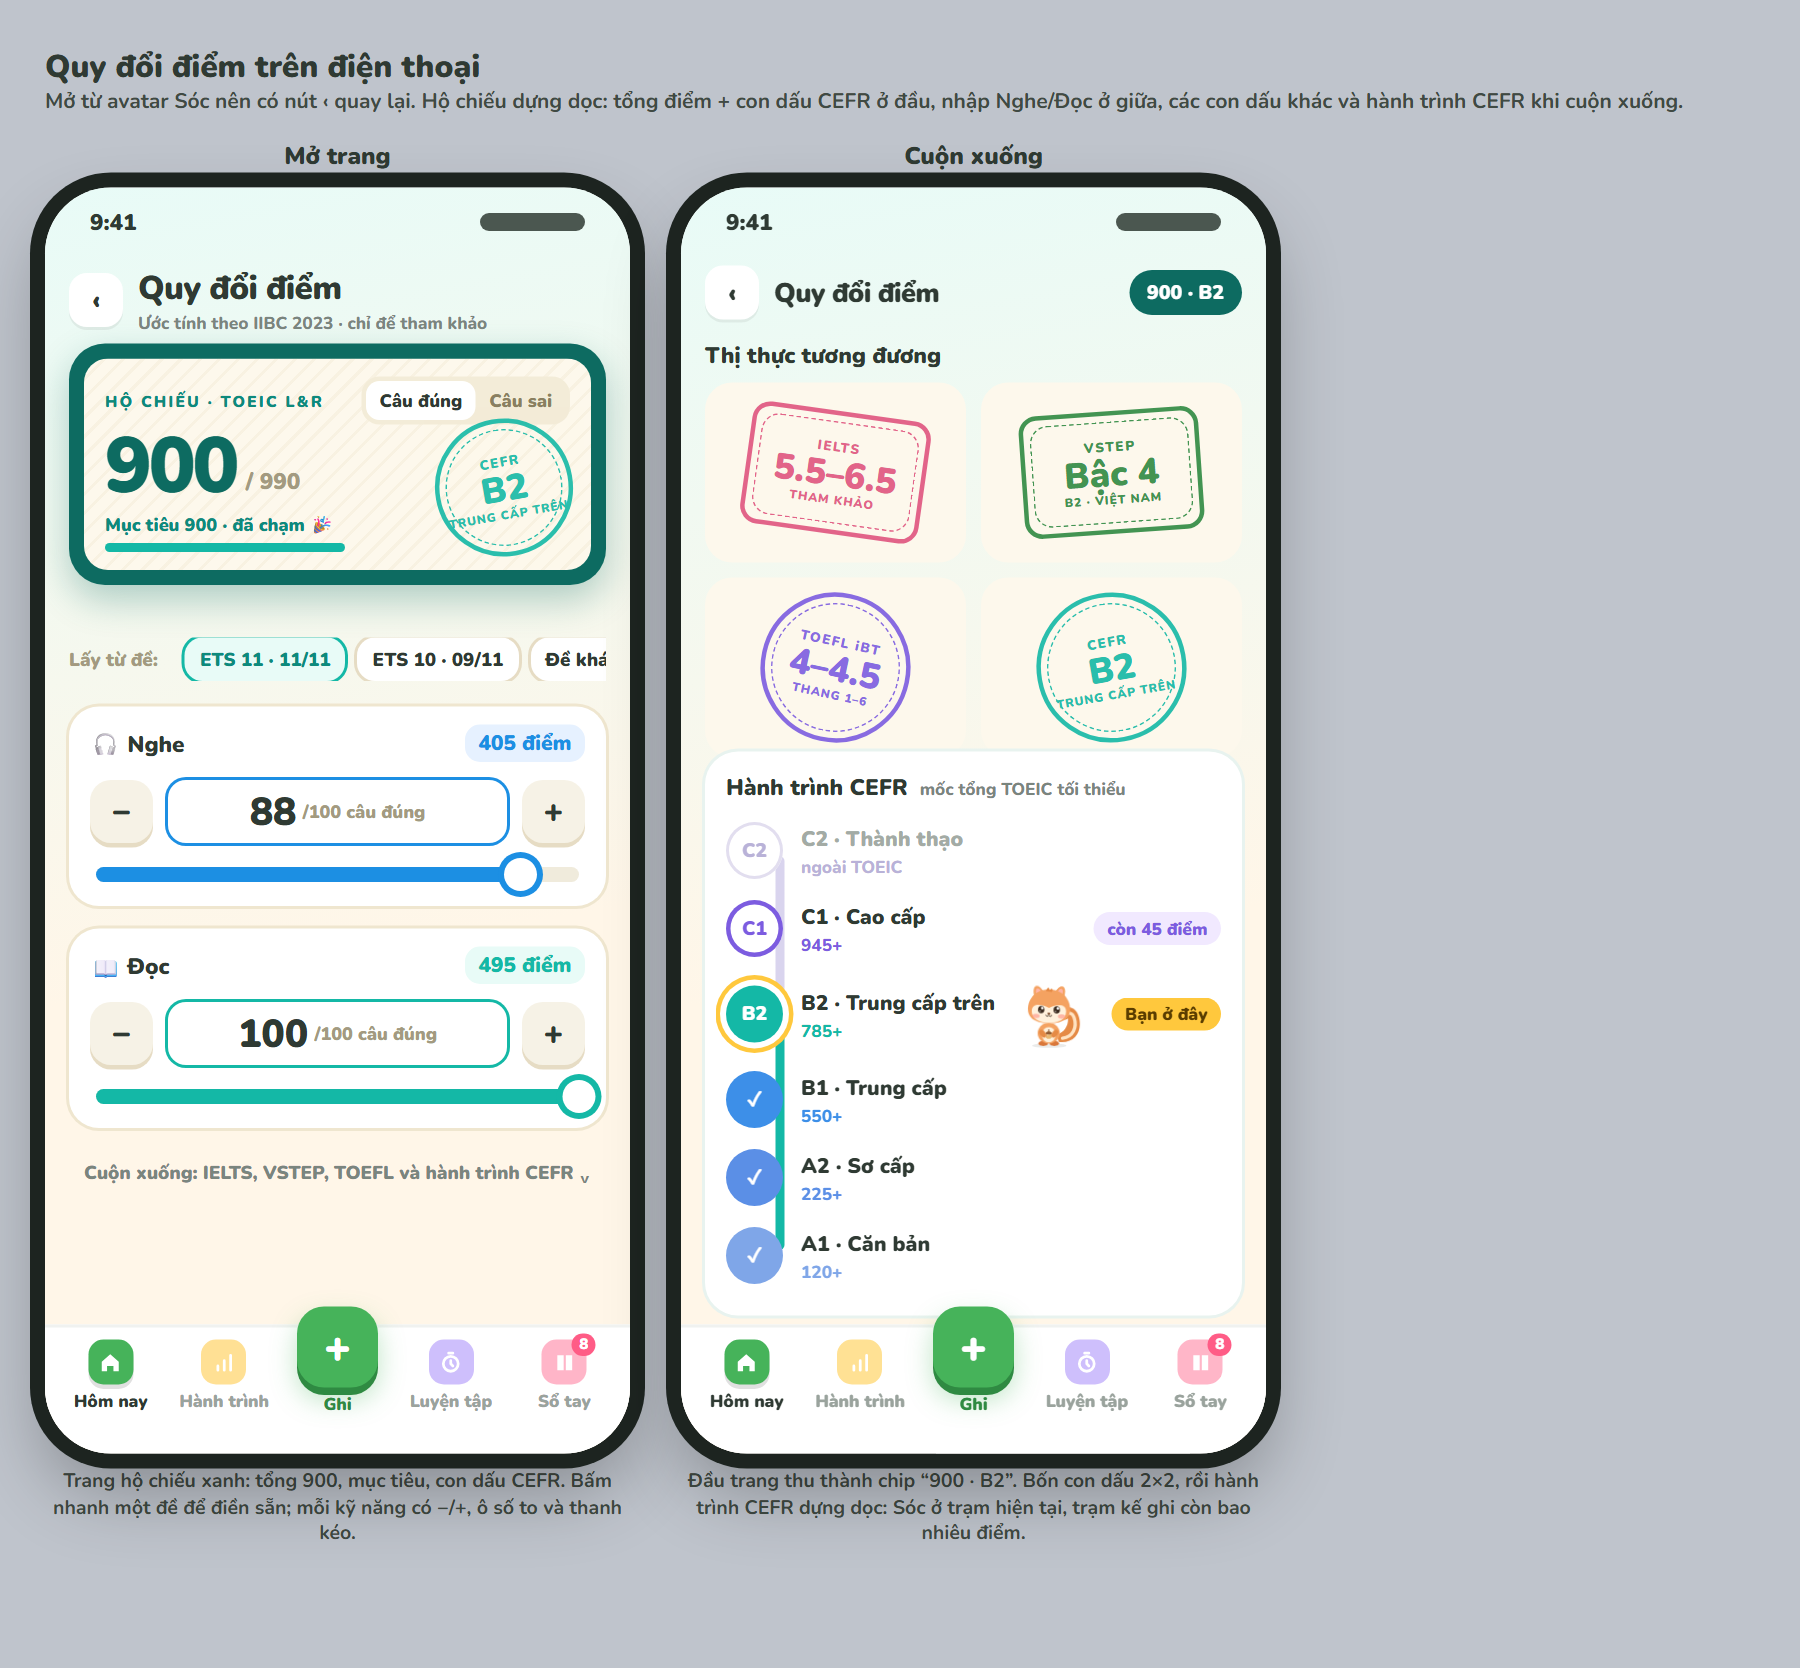 Quy đổi điểm trên điện thoại
Mở từ avatar Sóc nên có nút ‹ quay lại. Hộ chiếu dựng dọc: tổng điểm + con dấu CEFR ở đầu, nhập Nghe/Đọc ở giữa, các con dấu khác và hành trình CEFR khi cuộn xuống.
Mở trang
9:41
‹
Quy đổi điểm
Ước tính theo IIBC 2023 · chỉ để tham khảo
HỘ CHIẾU · TOEIC L&R
Câu đúng
Câu sai
900 / 990
Mục tiêu 900 · đã chạm 🎉
CEFR
B2
TRUNG CẤP TRÊN
Lấy từ đề:
ETS 11 · 11/11
ETS 10 · 09/11
Đề khá
🎧 Nghe
405 điểm
−
88 /100 câu đúng
+
📖 Đọc
495 điểm
−
100 /100 câu đúng
+
Cuộn xuống: IELTS, VSTEP, TOEFL và hành trình CEFR ˅
Hôm nay
Hành trình
+
Ghi
Luyện tập
8
Sổ tay
Trang hộ chiếu xanh: tổng 900, mục tiêu, con dấu CEFR. Bấm
nhanh một đề để điền sẵn; mỗi kỹ năng có −/+, ô số to và thanh
kéo.
Cuộn xuống
9:41
‹
Quy đổi điểm
900 · B2
Thị thực tương đương
IELTS
5.5–6.5
THAM KHẢO
VSTEP
Bậc 4
B2 · VIỆT NAM
TOEFL iBT
4–4.5
THANG 1–6
CEFR
B2
TRUNG CẤP TRÊN
Hành trình CEFR mốc tổng TOEIC tối thiểu
C2
C2 · Thành thạo
ngoài TOEIC
C1
C1 · Cao cấp
945+
còn 45 điểm
B2
B2 · Trung cấp trên
785+
Bạn ở đây
✓
B1 · Trung cấp
550+
✓
A2 · Sơ cấp
225+
✓
A1 · Căn bản
120+
Hôm nay
Hành trình
+
Ghi
Luyện tập
8
Sổ tay
Đầu trang thu thành chip “900 · B2”. Bốn con dấu 2×2, rồi hành
trình CEFR dựng dọc: Sóc ở trạm hiện tại, trạm kế ghi còn bao
nhiêu điểm.